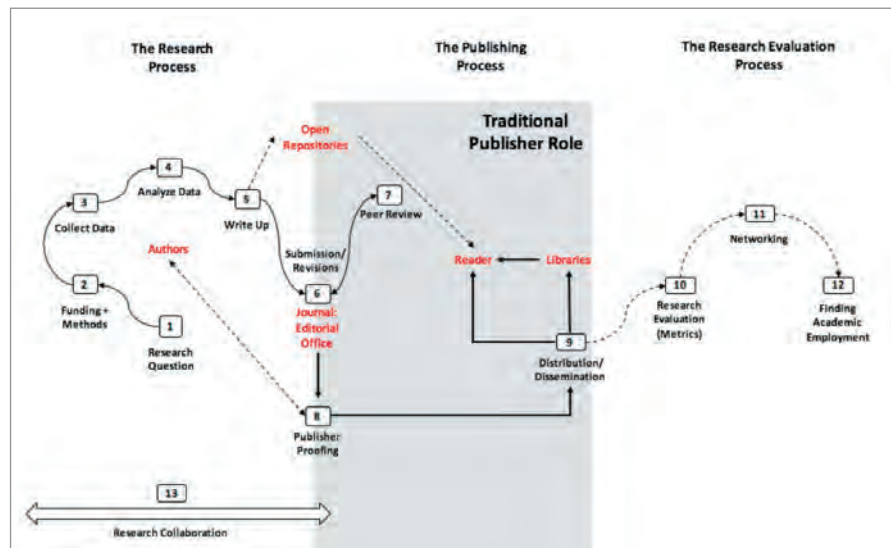 The Research
Process
The Publishing
Process
The Research Evaluation
Process
Traditional
Publisher Role
Open
Repositories
4
Analyze Data
5
Write Up
7
Peer Review
3
Collect Data
Authors
Submission/
Revisions
6
Journal:
Editorial
Office
Reader
Libraries
11
Networking
2
Funding +
Methods
1
Research
Question
10
Research
Evaluation
(Metrics)
12
Finding
Academic
Employment
9
Distribution/
Dissemination
8
Publisher
Proofing
13
Research Collaboration